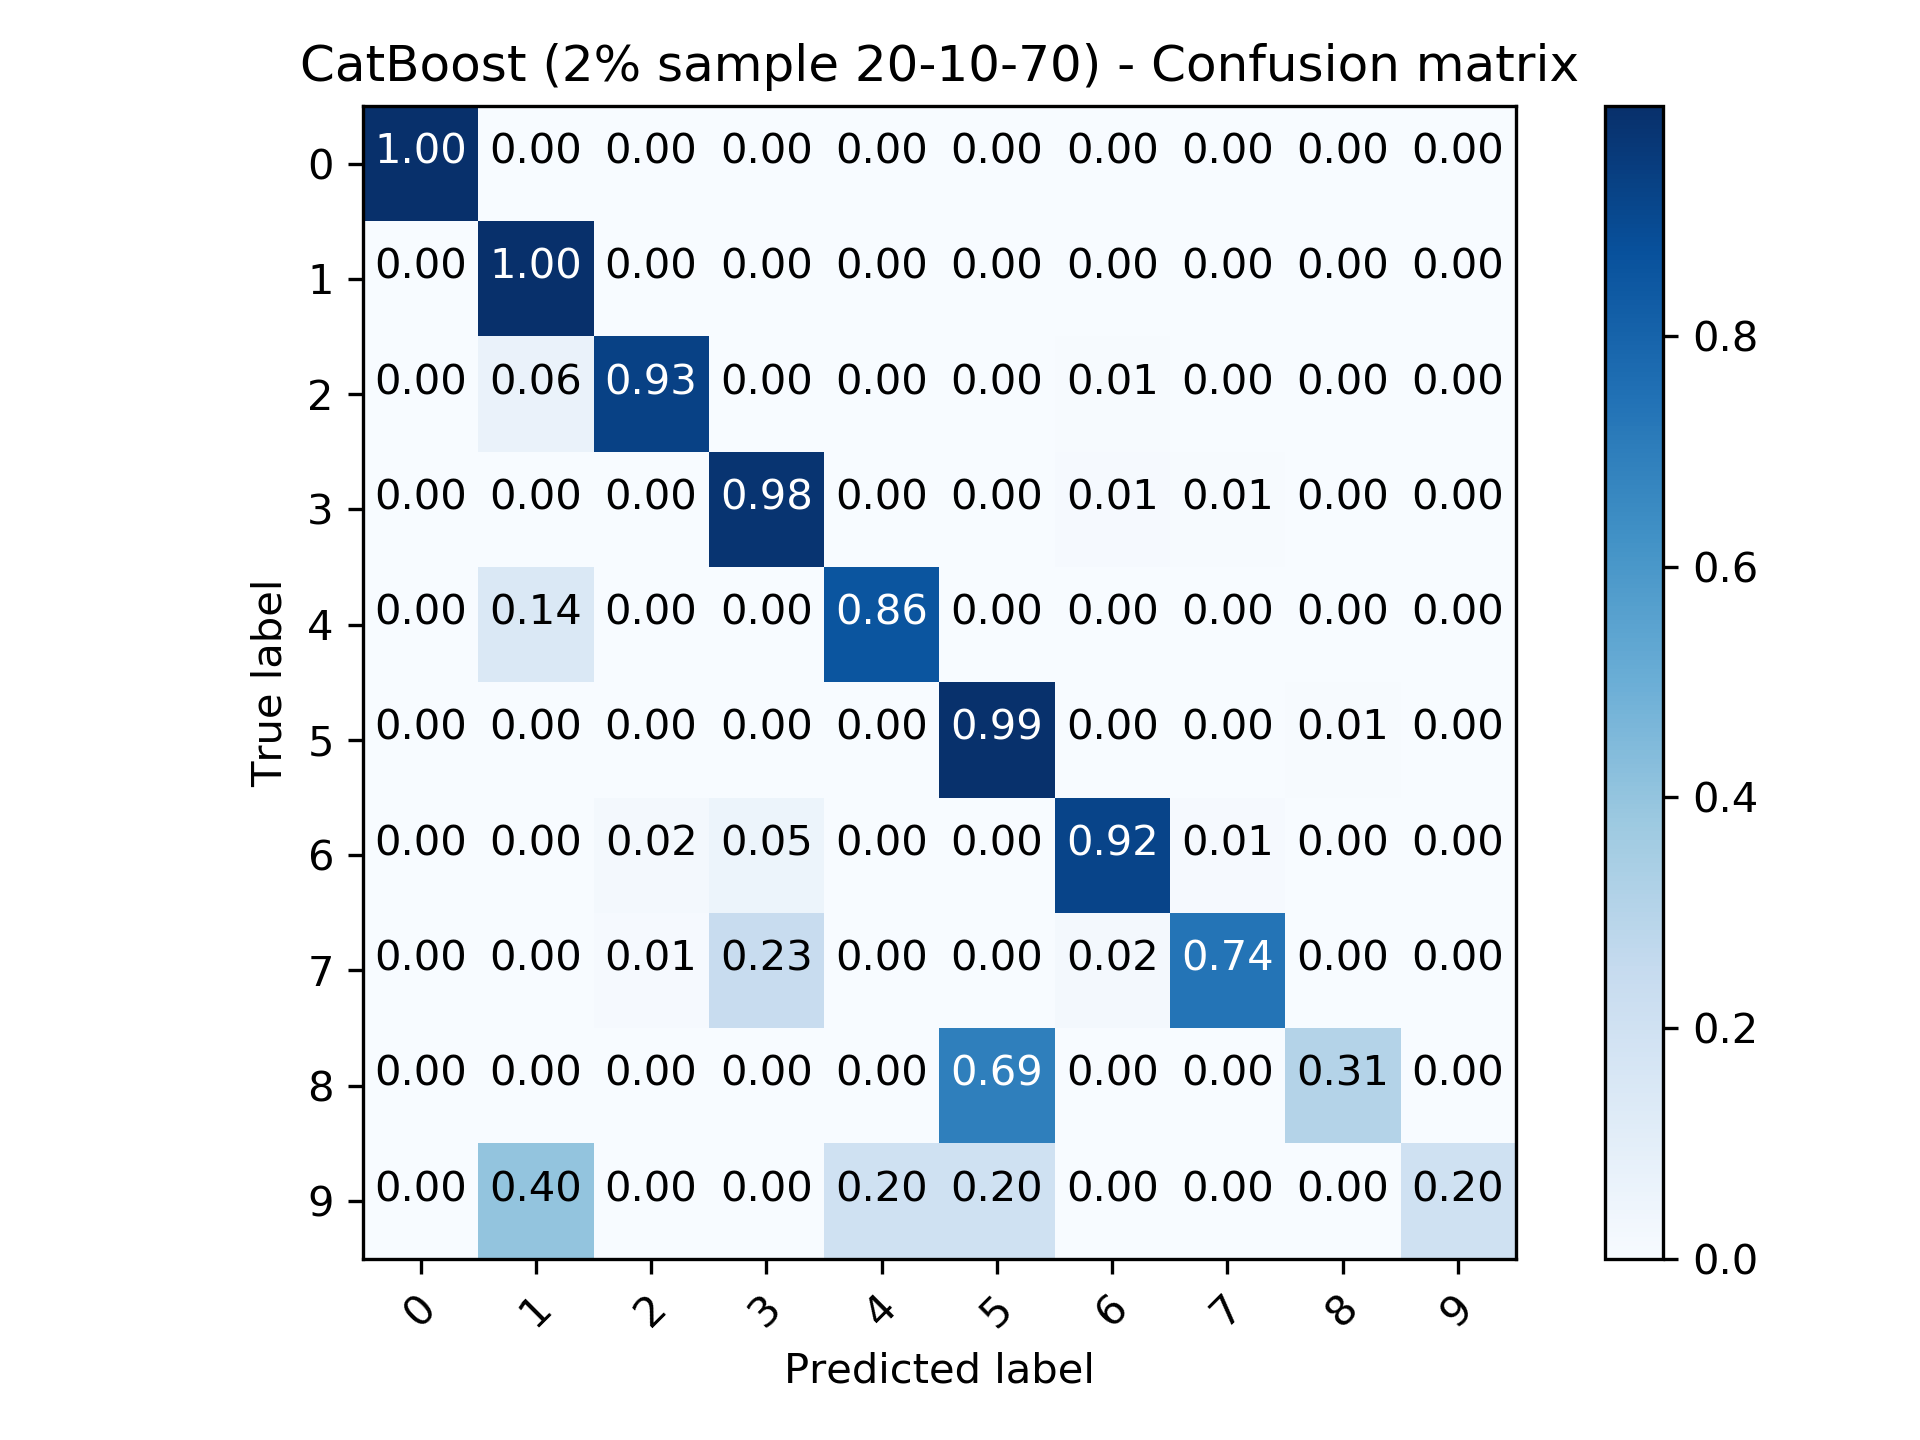 CatBoost (2% sample 20-10-70) - Confusion matrix
0 1.00 0.00 0.00 0.00 0.00 0.00 0.00 0.00 0.00 0.00
1 0.00 1.00 0.00 0.00 0.00 0.00 0.00 0.00 0.00 0.00
2 0.00 0.06 0.93 0.00 0.00 0.00 0.01 0.00 0.00 0.00
3 0.00 0.00 0.00 0.98 0.00 0.00 0.01 0.01 0.00 0.00
4 0.00 0.14 0.00 0.00 0.86 0.00 0.00 0.00 0.00 0.00
5 0.00 0.00 0.00 0.00 0.00 0.99 0.00 0.00 0.01 0.00
6 0.00 0.00 0.02 0.05 0.00 0.00 0.92 0.01 0.00 0.00
7 0.00 0.00 0.01 0.23 0.00 0.00 0.02 0.74 0.00 0.00
8 0.00 0.00 0.00 0.00 0.00 0.69 0.00 0.00 0.31 0.00
9 0.00 0.40 0.00 0.00 0.20 0.20 0.00 0.00 0.00 0.20
0 1 2 3 4 5 6 7 8 9
Predicted label
True label
0.8
0.6
0.4
0.2
0.0